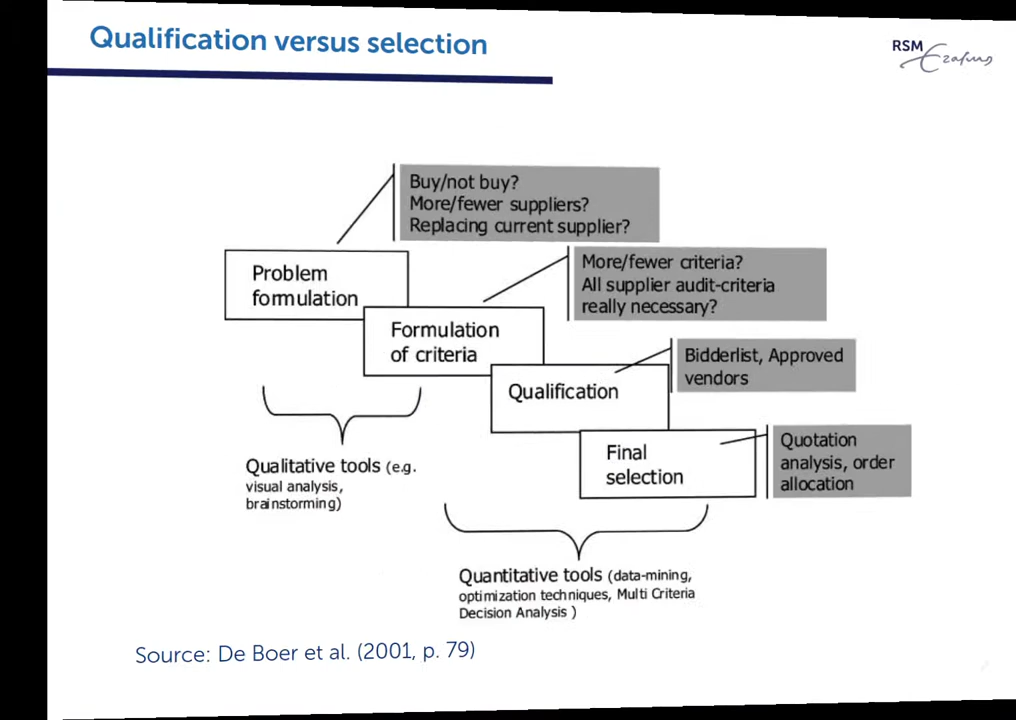 Qualification versus selection
RSM
Erasmus
Buy/not buy?
More/fewer suppliers?
Replacing current supplier?
Problem
formulation
More/fewer criteria?
All supplier audit-criteria
really necessary?
Formulation
of criteria
Bidderlist, Approved
vendors
Qualification
Quotation
analysis, order
allocation
Final
selection
Qualitative tools (e.g.
visual analysis,
brainstorming)
Quantitative tools (data-mining,
optimization techniques, Multi Criteria
Decision Analysis )
Source: De Boer et al. (2001, p. 79)